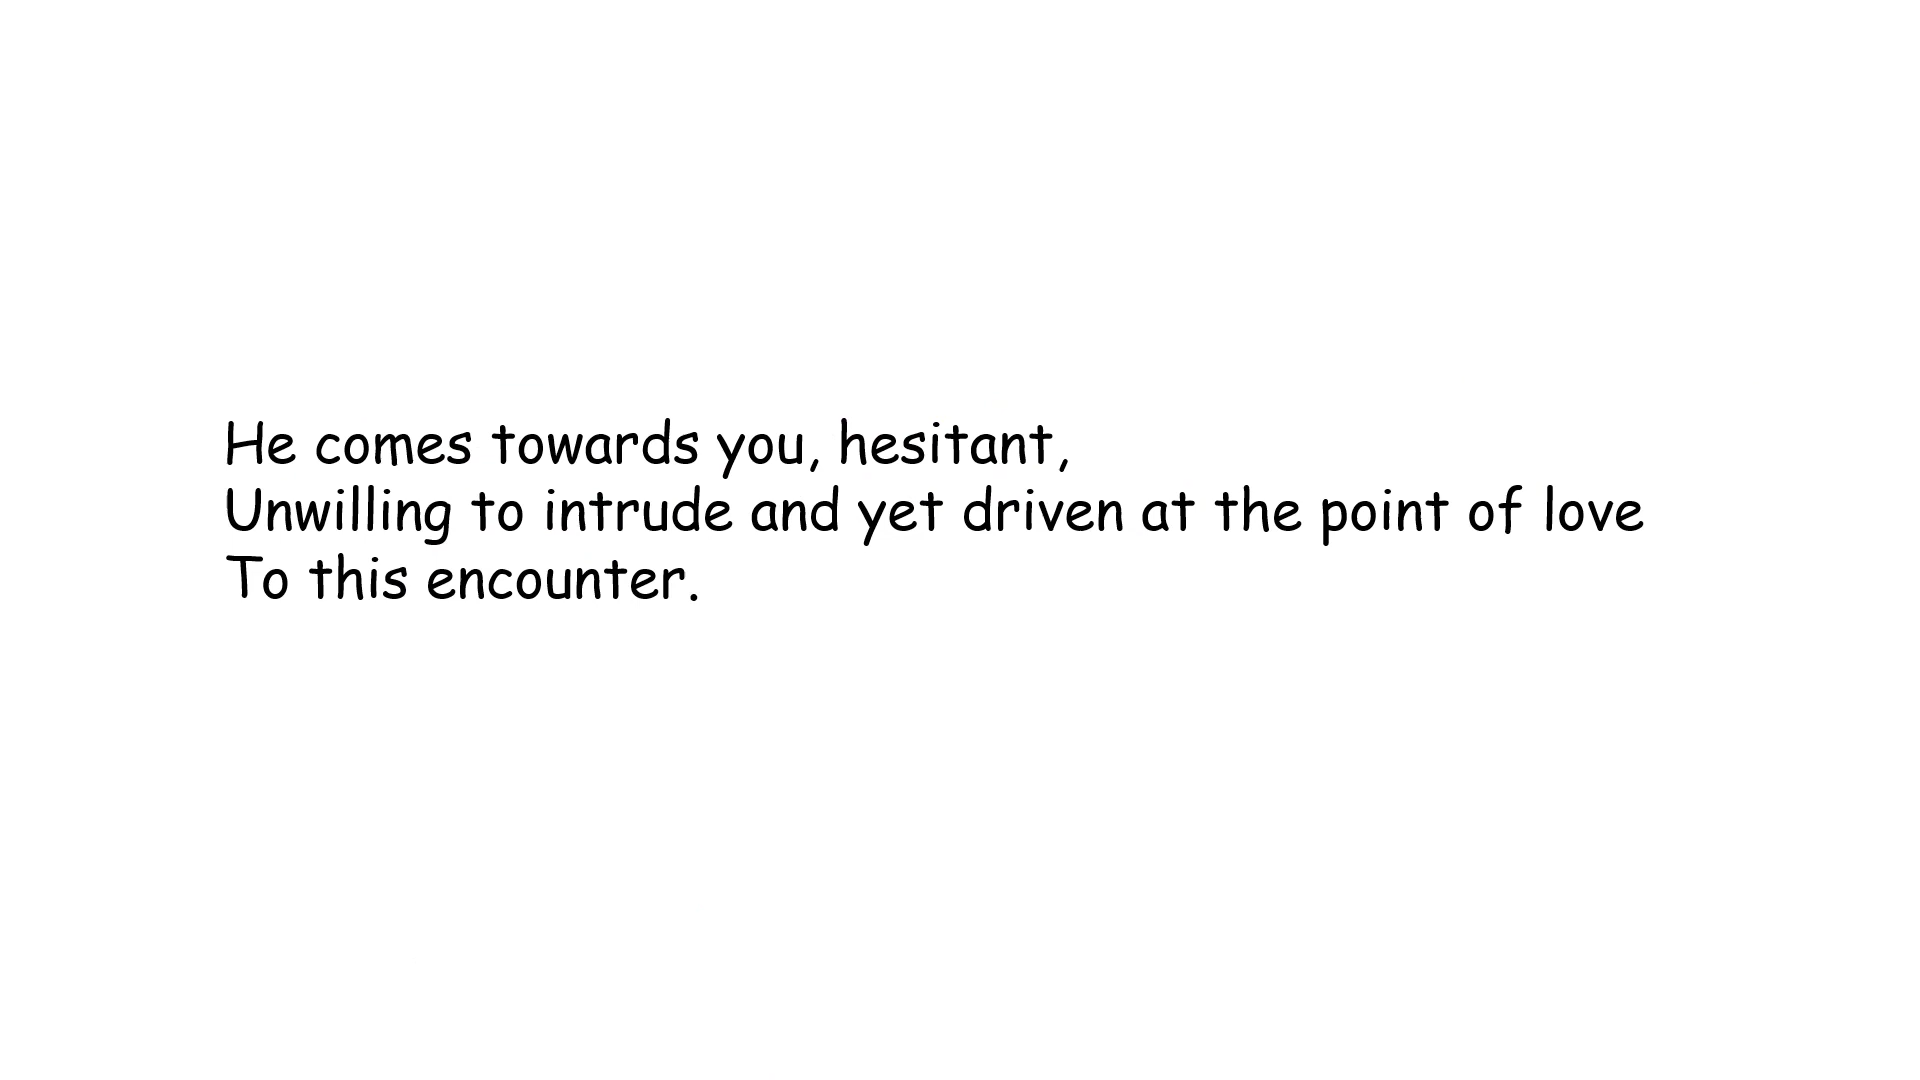 He comes towards you, hesitant,
Unwilling to intrude and yet driven at the point of love
To this encounter.